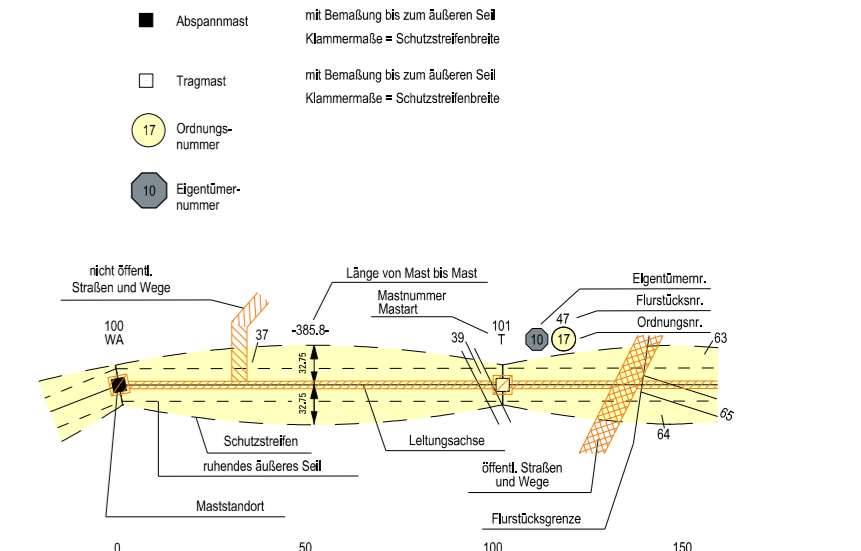 Abspannmast
mit Bemaßung bis zum äußeren Seil
Klammermaße = Schutzstreifenbreite
Tragmast
mit Bemaßung bis zum äußeren Seil
Klammermaße = Schutzstreifenbreite
17
Ordnungs-
nummer
10
Eigentümer-
nummer
nicht öffentl.
Straßen und Wege
Länge von Mast bis Mast
Mastnummer
Mastart
Eigentümernr.
Flurstücksnr.
Ordnungsnr.
100
WA
37
-385.8-
39
101
T
47
10
17
63
32.75
32.75
65
64
Schutzstreifen
ruhendes äußeres Seil
Leitungsachse
öffentl. Straßen
und Wege
Maststandort
Flurstücksgrenze
0
50
100
150